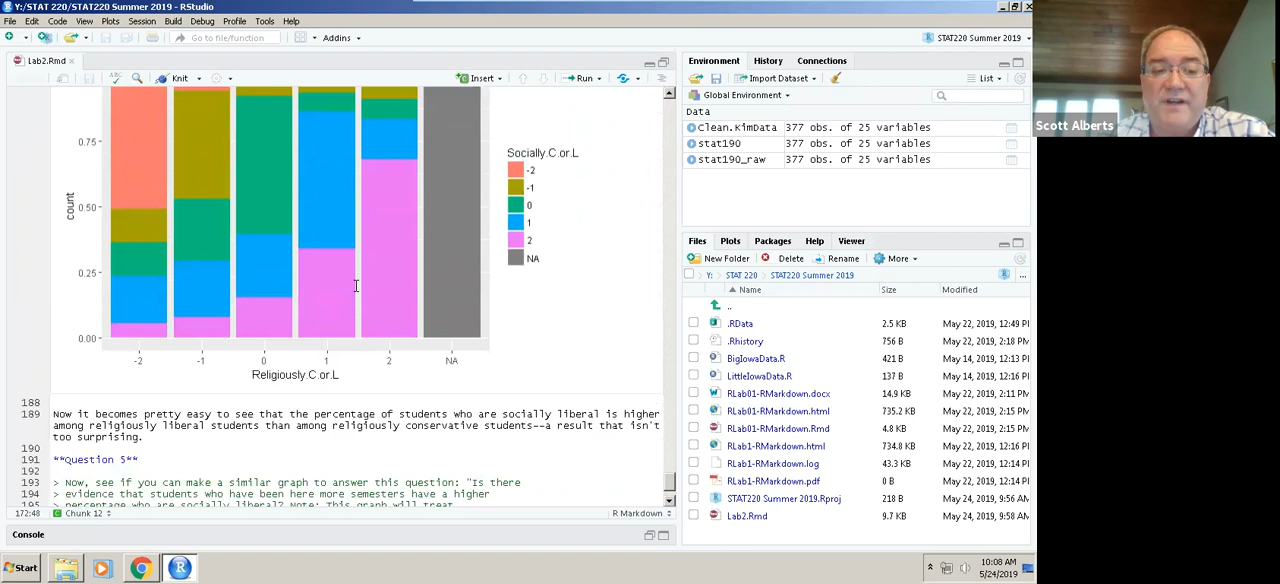 Y:/STAT 220/STAT220 Summer 2019 - RStudio
File Edit Code View Plots Session Build Debug Profile Tools Help
Go to file/function Addins STAT220 Summer 2019
Lab2.Rmd
Knit Insert Run
0.75
0.50
0.25
0.00
count
-2 -1 0 1 2 NA
Religiously.C.or.L
Socially.C.or.L
-2
-1
0
1
2
NA
188
189 Now it becomes pretty easy to see that the percentage of students who are socially liberal is higher
among religiously liberal students than among religiously conservative students--a result that isn't
too surprising.
190
191 **Question 5**
192
193 > Now, see if you can make a similar graph to answer this question: "Is there
194 > evidence that students who have been here more semesters have a higher
195 > percentage who are socially liberal? Note: This graph will treat
172:48 Chunk 12 R Markdown
Console
Environment History Connections
Import Dataset List
Global Environment
Data
Clean.KimData 377 obs. of 25 variables
stat190 377 obs. of 25 variables
stat190_raw 377 obs. of 25 variables
Files Plots Packages Help Viewer
New Folder Delete Rename More
Y: STAT 220 STAT220 Summer 2019 ...
Name Size Modified
..
.RData 2.5 KB May 22, 2019, 12:49 PM
.Rhistory 756 B May 22, 2019, 2:18 PM
BigIowaData.R 421 B May 14, 2019, 12:13 PM
LittleIowaData.R 137 B May 14, 2019, 12:16 PM
RLab01-RMarkdown.docx 14.9 KB May 22, 2019, 2:11 PM
RLab01-RMarkdown.html 735.2 KB May 22, 2019, 2:15 PM
RLab01-RMarkdown.Rmd 4.8 KB May 22, 2019, 2:15 PM
RLab1-RMarkdown.html 734.8 KB May 22, 2019, 12:16 PM
RLab1-RMarkdown.log 43.3 KB May 22, 2019, 12:14 PM
RLab1-RMarkdown.pdf 0 B May 22, 2019, 12:14 PM
STAT220 Summer 2019.Rproj 218 B May 24, 2019, 9:56 AM
Lab2.Rmd 9.7 KB May 24, 2019, 9:58 AM
Scott Alberts
Start
10:08 AM
5/24/2019